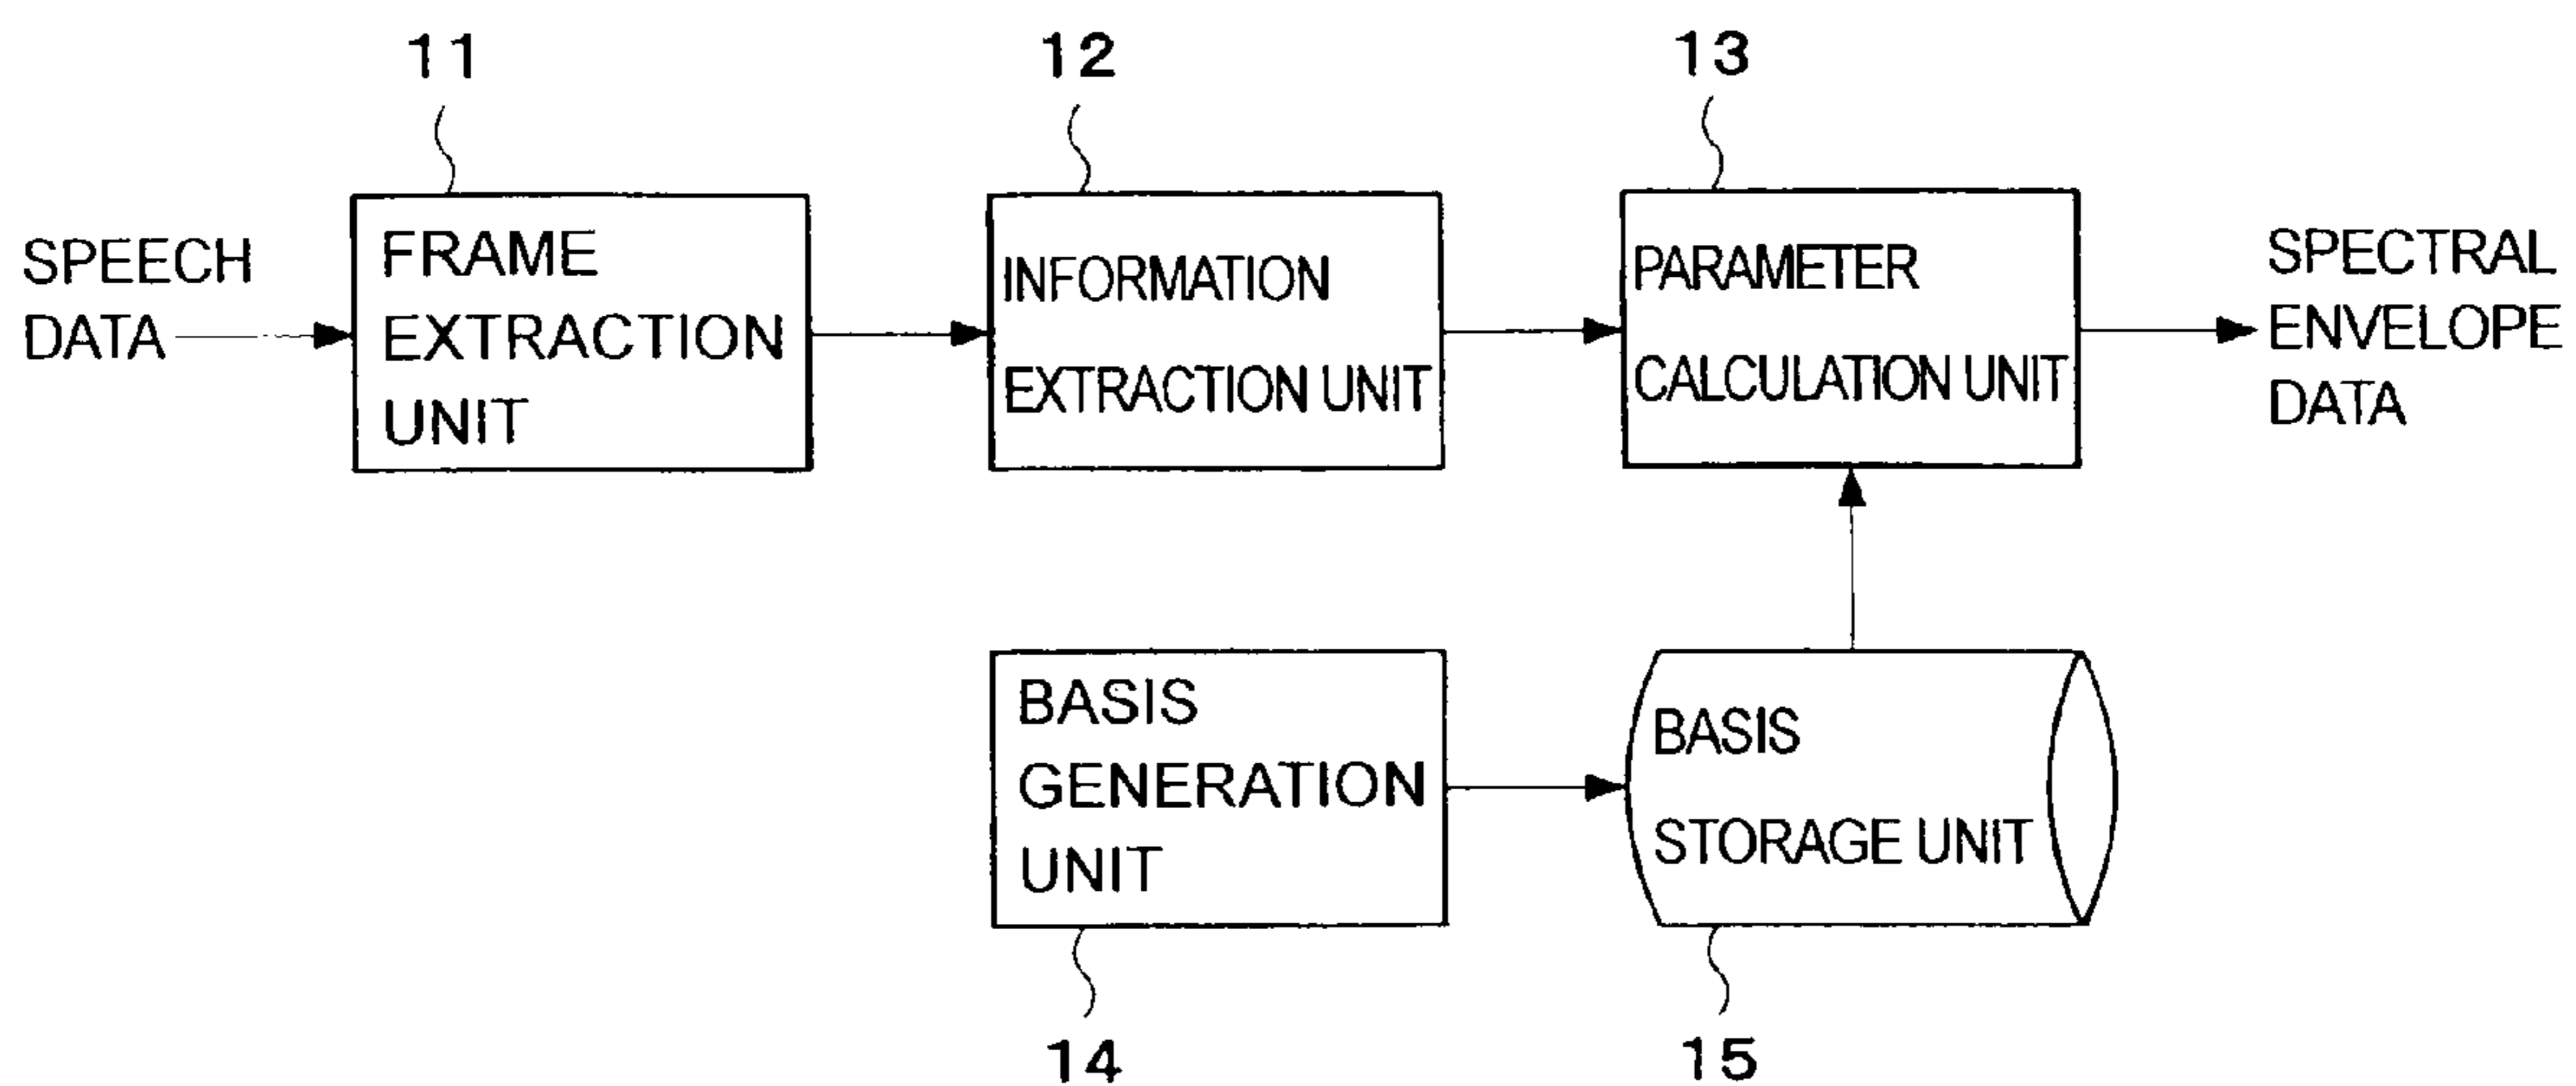 11
12
13
SPEECH
DATA
FRAME
EXTRACTION
UNIT
INFORMATION
EXTRACTION UNIT
PARAMETER
CALCULATION UNIT
SPECTRAL
ENVELOPE
DATA
BASIS
GENERATION
UNIT
BASIS
STORAGE UNIT
14
15